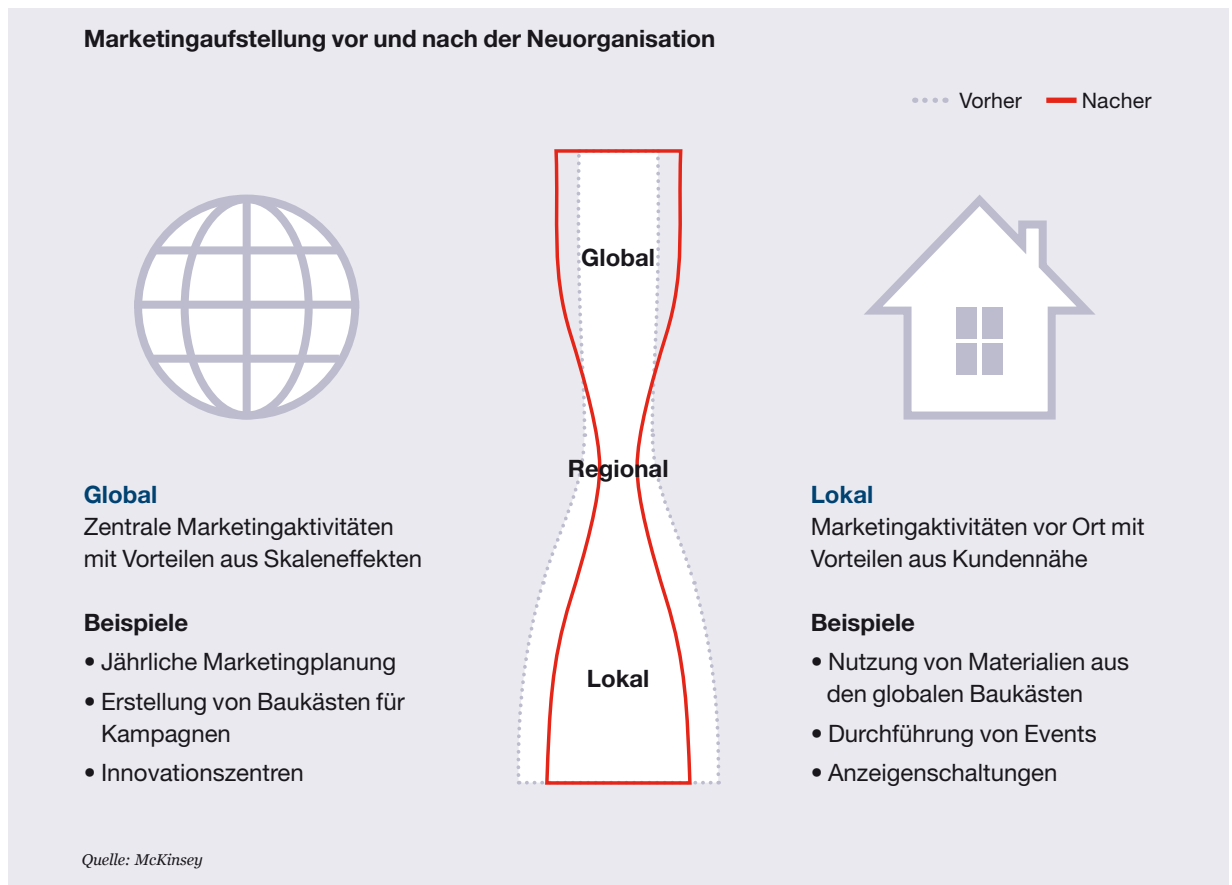 Marketingaufstellung vor und nach der Neuorganisation
Vorher
Nacher
Global
Regional
Lokal
Global
Zentrale Marketingaktivitäten
mit Vorteilen aus Skaleneffekten
Beispiele
• Jährliche Marketingplanung
• Erstellung von Baukästen für
Kampagnen
• Innovationszentren
Lokal
Marketingaktivitäten vor Ort mit
Vorteilen aus Kundennähe
Beispiele
• Nutzung von Materialien aus
den globalen Baukästen
• Durchführung von Events
• Anzeigenschaltungen
Quelle: McKinsey